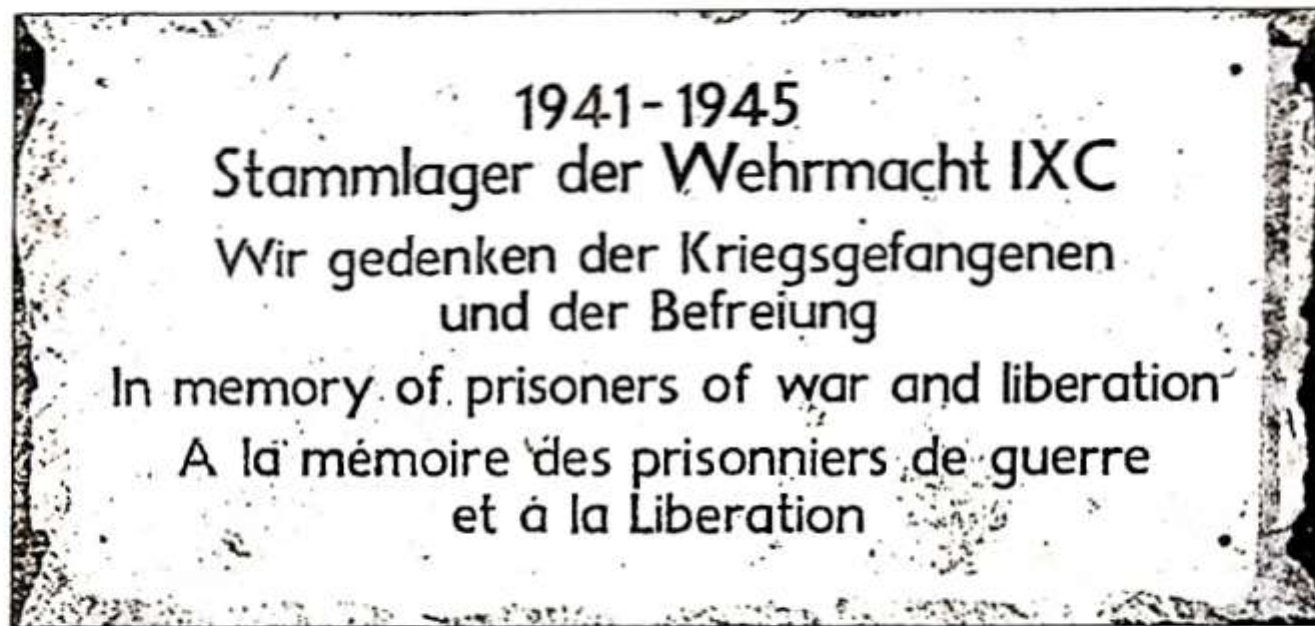 1941-1945
Stammlager der Wehrmacht IXC
Wir gedenken der Kriegsgefangenen
und der Befreiung
In memory of prisoners of war and liberation
A la mémoire des prisonniers de guerre
et à la Liberation